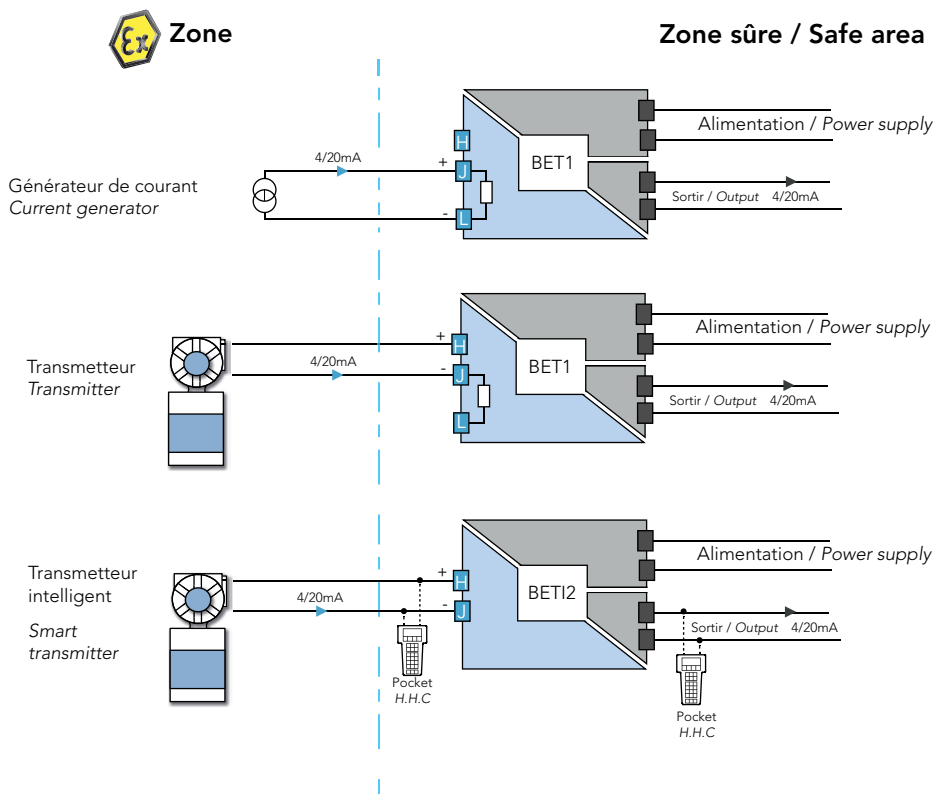 Ex Zone
Zone sûre / Safe area
Alimentation / Power supply
H
4/20mA
+
J
BET1
Générateur de courant
Current generator
Sortir / Output 4/20mA
-
L
Alimentation / Power supply
+
H
Transmetteur
Transmitter
4/20mA
-
J
BET1
Sortir / Output 4/20mA
L
Alimentation / Power supply
Transmetteur
intelligent
Smart
transmitter
+
H
4/20mA
-
J
BETI2
Sortir / Output 4/20mA
Pocket
H.H.C
Pocket
H.H.C